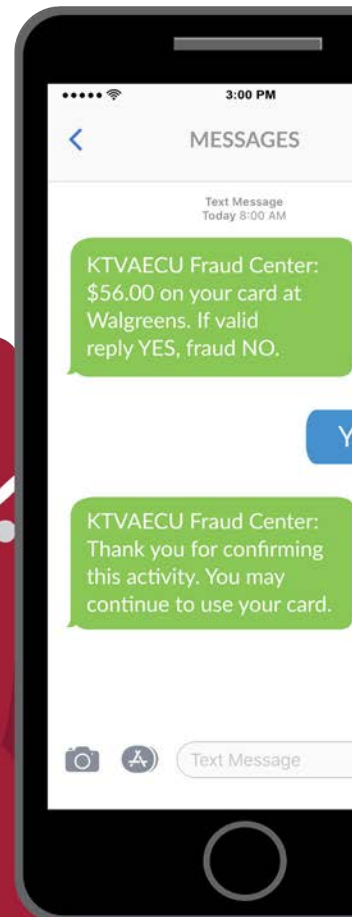 3:00 PM
MESSAGES
Text Message
Today 8:00 AM
KTVAECU Fraud Center:
$56.00 on your card at
Walgreens. If valid
reply YES, fraud NO.
Y
KTVAECU Fraud Center:
Thank you for confirming
this activity. You may
continue to use your card.
Text Message